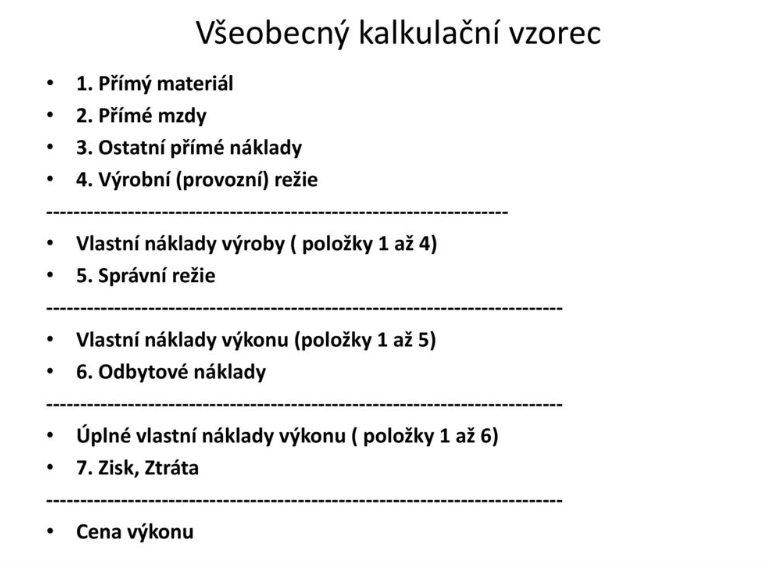 Všeobecný kalkulační vzorec
• 1. Přímý materiál
• 2. Přímé mzdy
• 3. Ostatní přímé náklady
• 4. Výrobní (provozní) režie
--------------------------------------------------------------------
• Vlastní náklady výroby ( položky 1 až 4)
• 5. Správní režie
----------------------------------------------------------------------------
• Vlastní náklady výkonu (položky 1 až 5)
• 6. Odbytové náklady
----------------------------------------------------------------------------
• Úplné vlastní náklady výkonu ( položky 1 až 6)
• 7. Zisk, Ztráta
----------------------------------------------------------------------------
• Cena výkonu